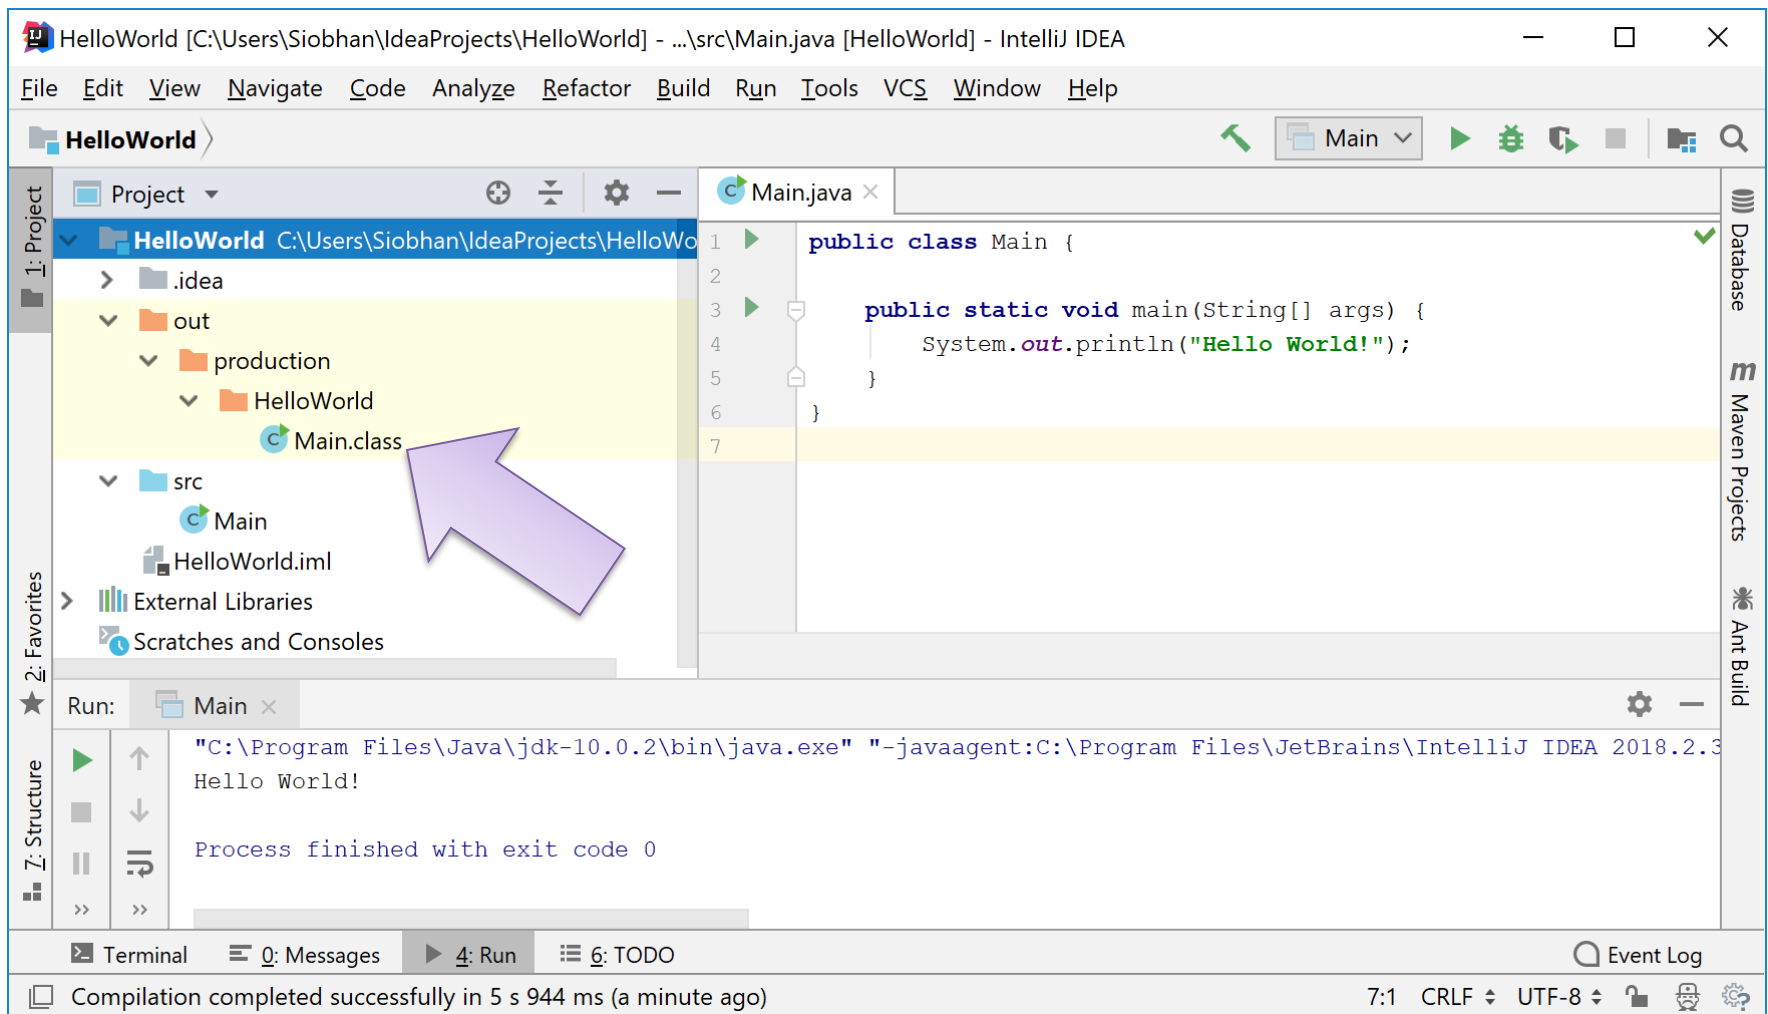 HelloWorld [C:\Users\Siobhan\IdeaProjects\HelloWorld] - ...\src\Main.java [HelloWorld] - IntelliJ IDEA
File Edit View Navigate Code Analyze Refactor Build Run Tools VCS Window Help
HelloWorld
Main
1: Project
2: Favorites
7: Structure
Project
HelloWorld C:\Users\Siobhan\IdeaProjects\HelloWo
.idea
out
production
HelloWorld
Main.class
src
Main
HelloWorld.iml
External Libraries
Scratches and Consoles
Main.java
1 public class Main {
2
3 public static void main(String[] args) {
4 System.out.println("Hello World!");
5 }
6 }
7
Database
m Maven Projects
Ant Build
Run: Main
"C:\Program Files\Java\jdk-10.0.2\bin\java.exe" "-javaagent:C:\Program Files\JetBrains\IntelliJ IDEA 2018.2.3
Hello World!
Process finished with exit code 0
Terminal 0: Messages 4: Run 6: TODO Event Log
Compilation completed successfully in 5 s 944 ms (a minute ago) 7:1 CRLF UTF-8